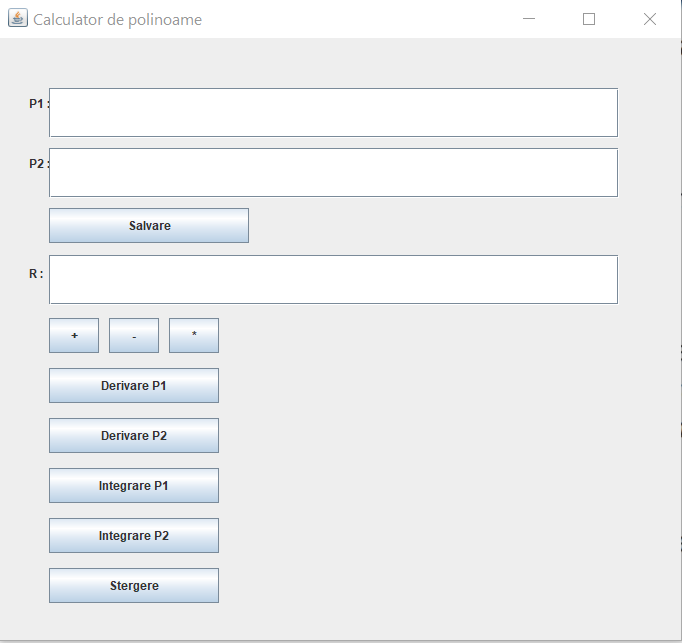 Calculator de polinoame
P1 :
P2 :
Salvare
R :
+ - *
Derivare P1
Derivare P2
Integrare P1
Integrare P2
Stergere